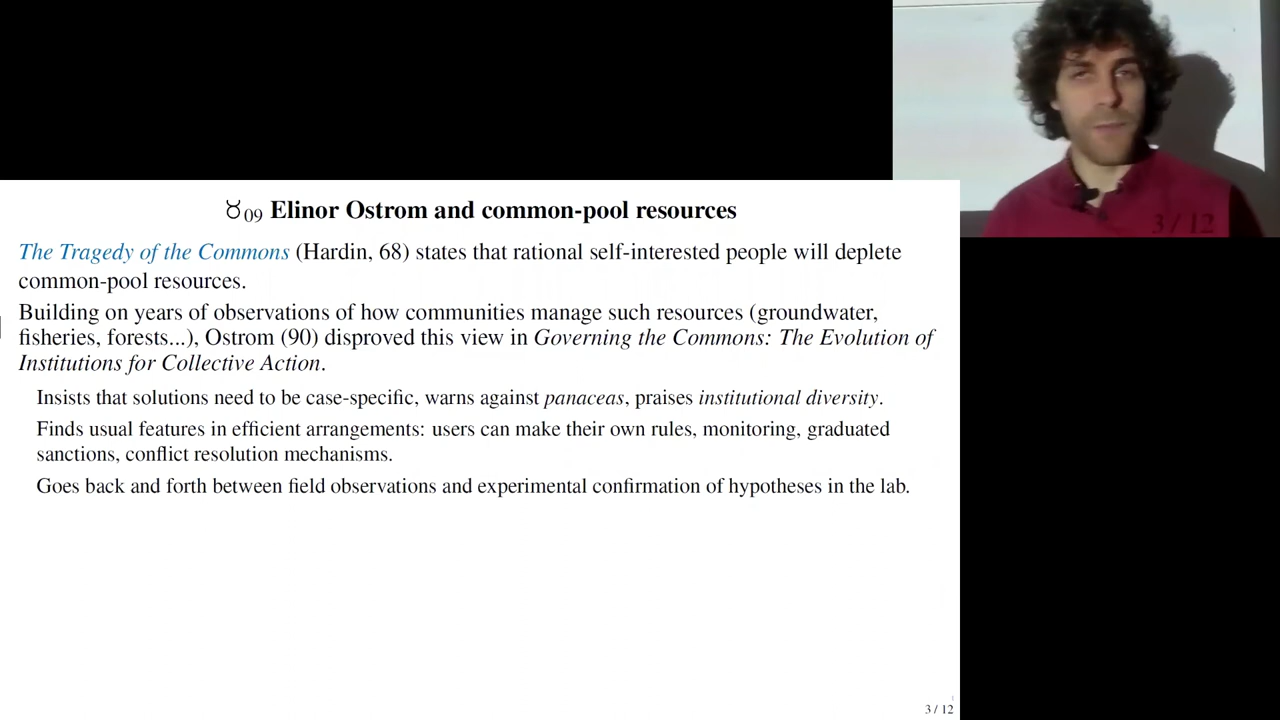 3 / 12
♉09 Elinor Ostrom and common-pool resources
The Tragedy of the Commons (Hardin, 68) states that rational self-interested people will deplete
common-pool resources.
Building on years of observations of how communities manage such resources (groundwater,
fisheries, forests...), Ostrom (90) disproved this view in Governing the Commons: The Evolution of
Institutions for Collective Action.
Insists that solutions need to be case-specific, warns against panaceas, praises institutional diversity.
Finds usual features in efficient arrangements: users can make their own rules, monitoring, graduated
sanctions, conflict resolution mechanisms.
Goes back and forth between field observations and experimental confirmation of hypotheses in the lab.
3 / 12